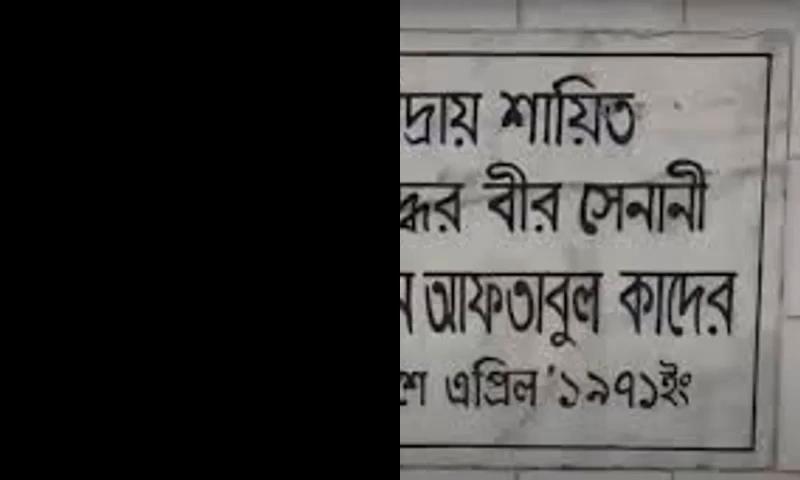 শায়িত
বীর সেনানী
আফতাবুল কাদের
এপ্রিল '১৯৭১ইং